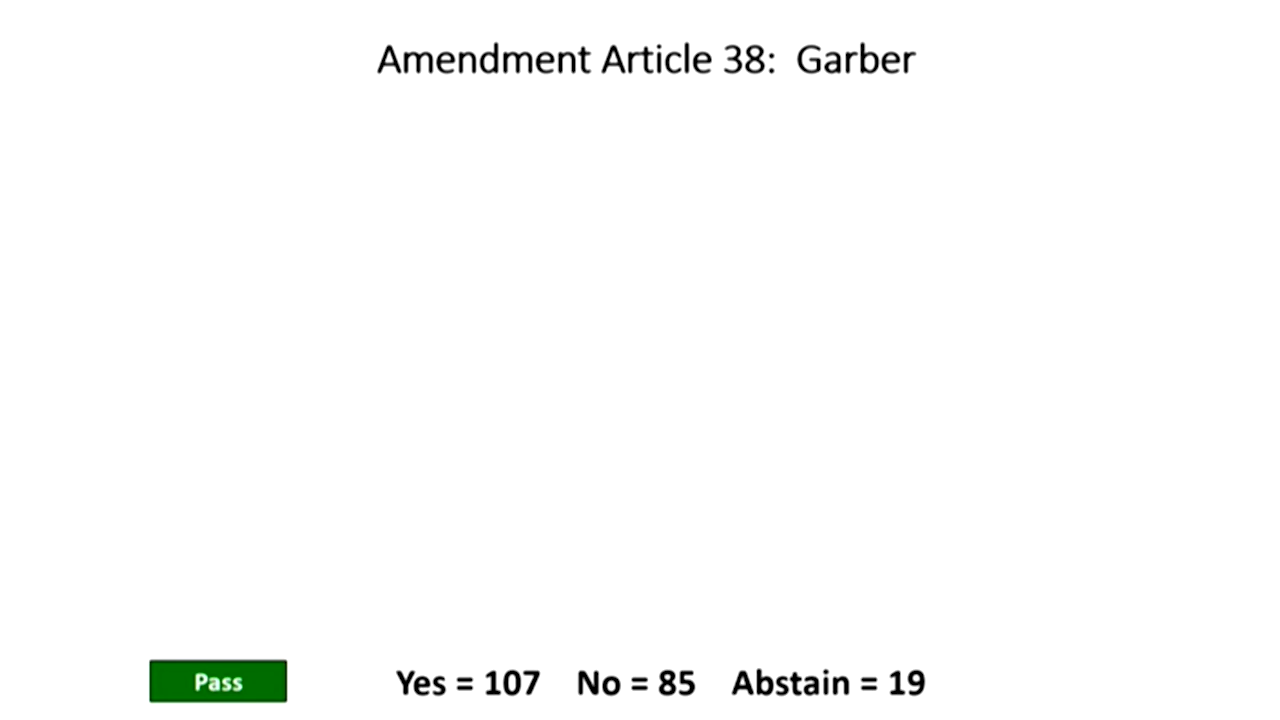 Amendment Article 38: Garber
Pass Yes = 107 No = 85 Abstain = 19